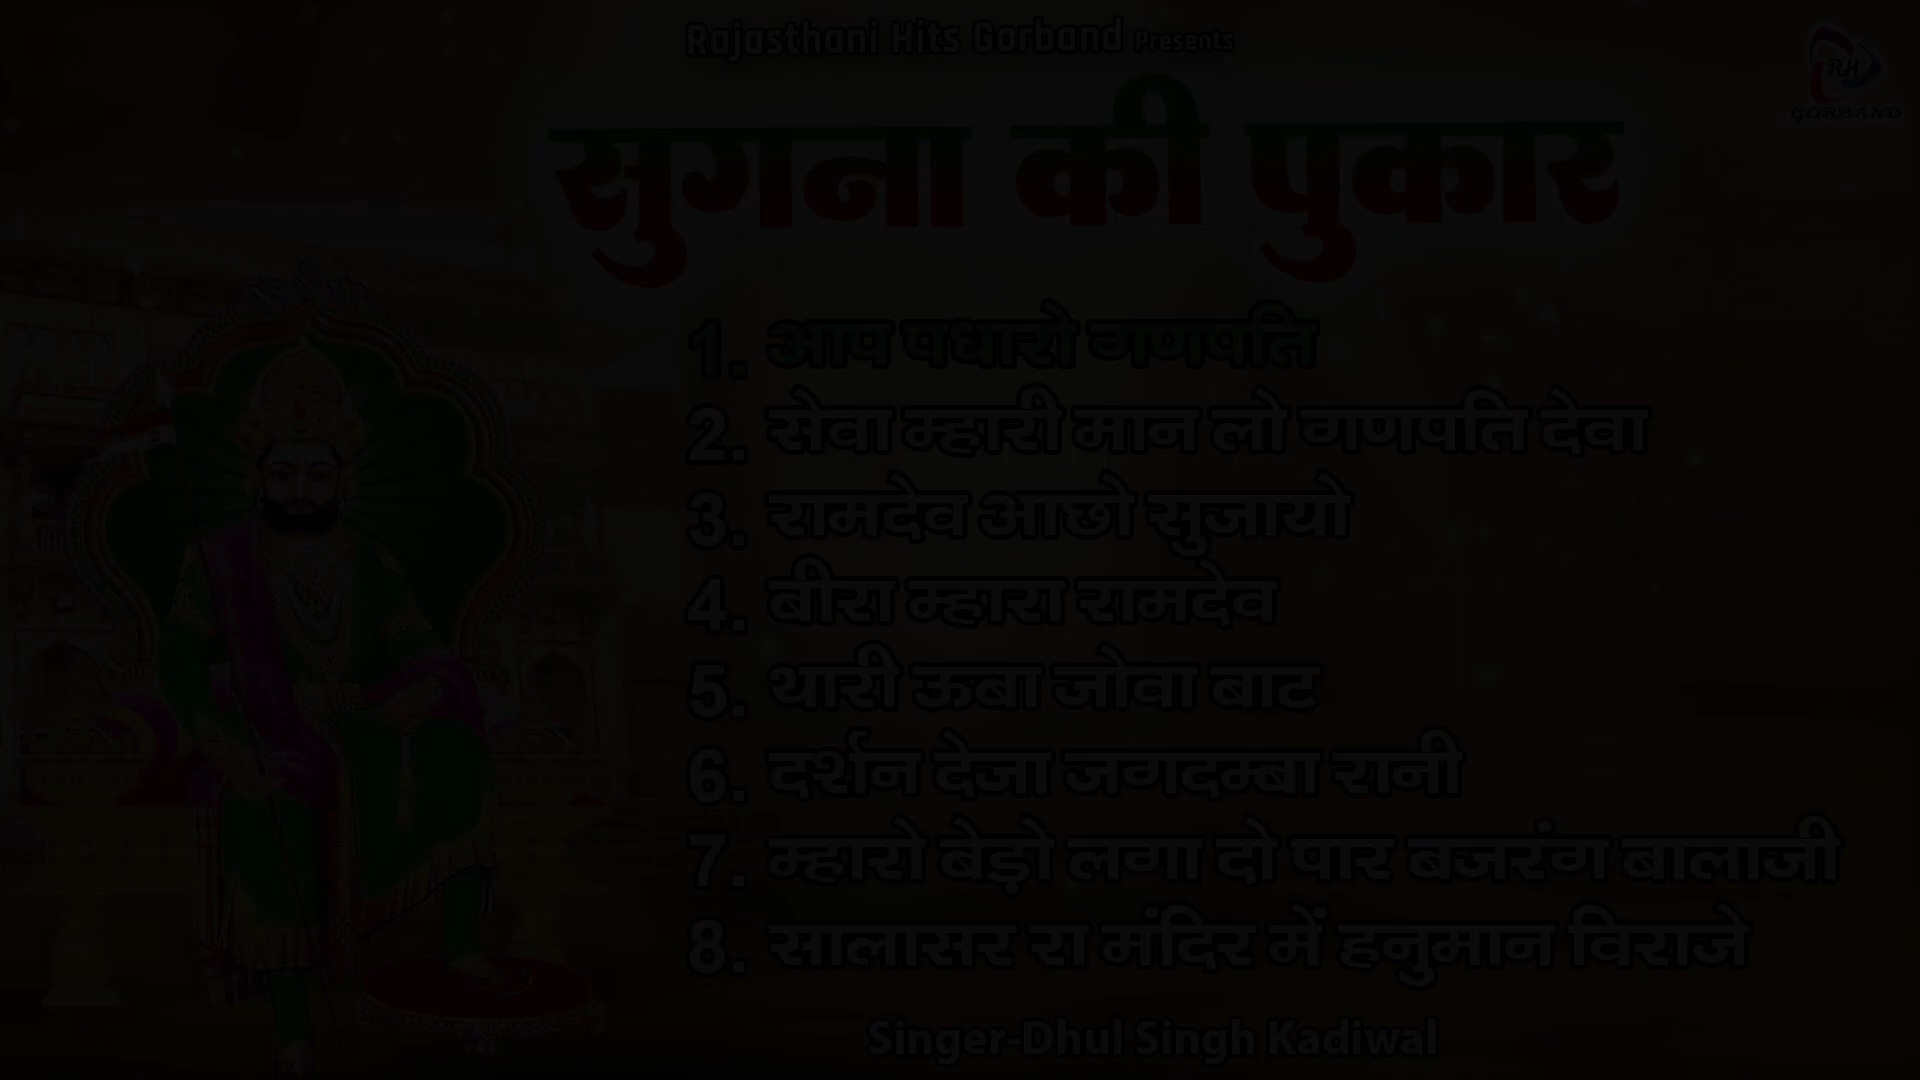 Rajasthani Hits Gorband Presents
RH
GORBAND
सुगना की पुकार
1. आप पधारो गणपति
2. सेवा म्हारी मान लो गणपति देवा
3. रामदेव आछो सुजायो
4. बीरा म्हारा रामदेव
5. थारी ऊबा जोवा बाट
6. दर्शन देजा जगदम्बा रानी
7. म्हारो बेड़ो लगा दो पार बजरंग बालाजी
8. सालासर रा मंदिर में हनुमान विराजे
Singer-Dhul Singh Kadiwal